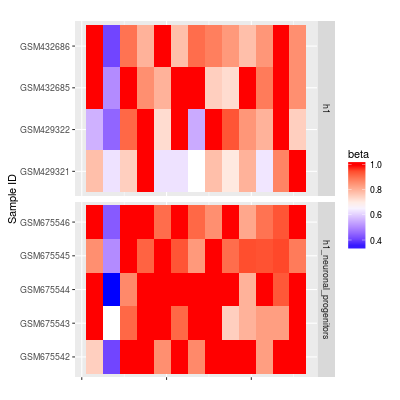 GSM432686
GSM432685
GSM429322
GSM429321
h1
GSM675546
GSM675545
GSM675544
GSM675543
GSM675542
h1_neuronal_progenitors
Sample ID
beta
1.0
0.8
0.6
0.4